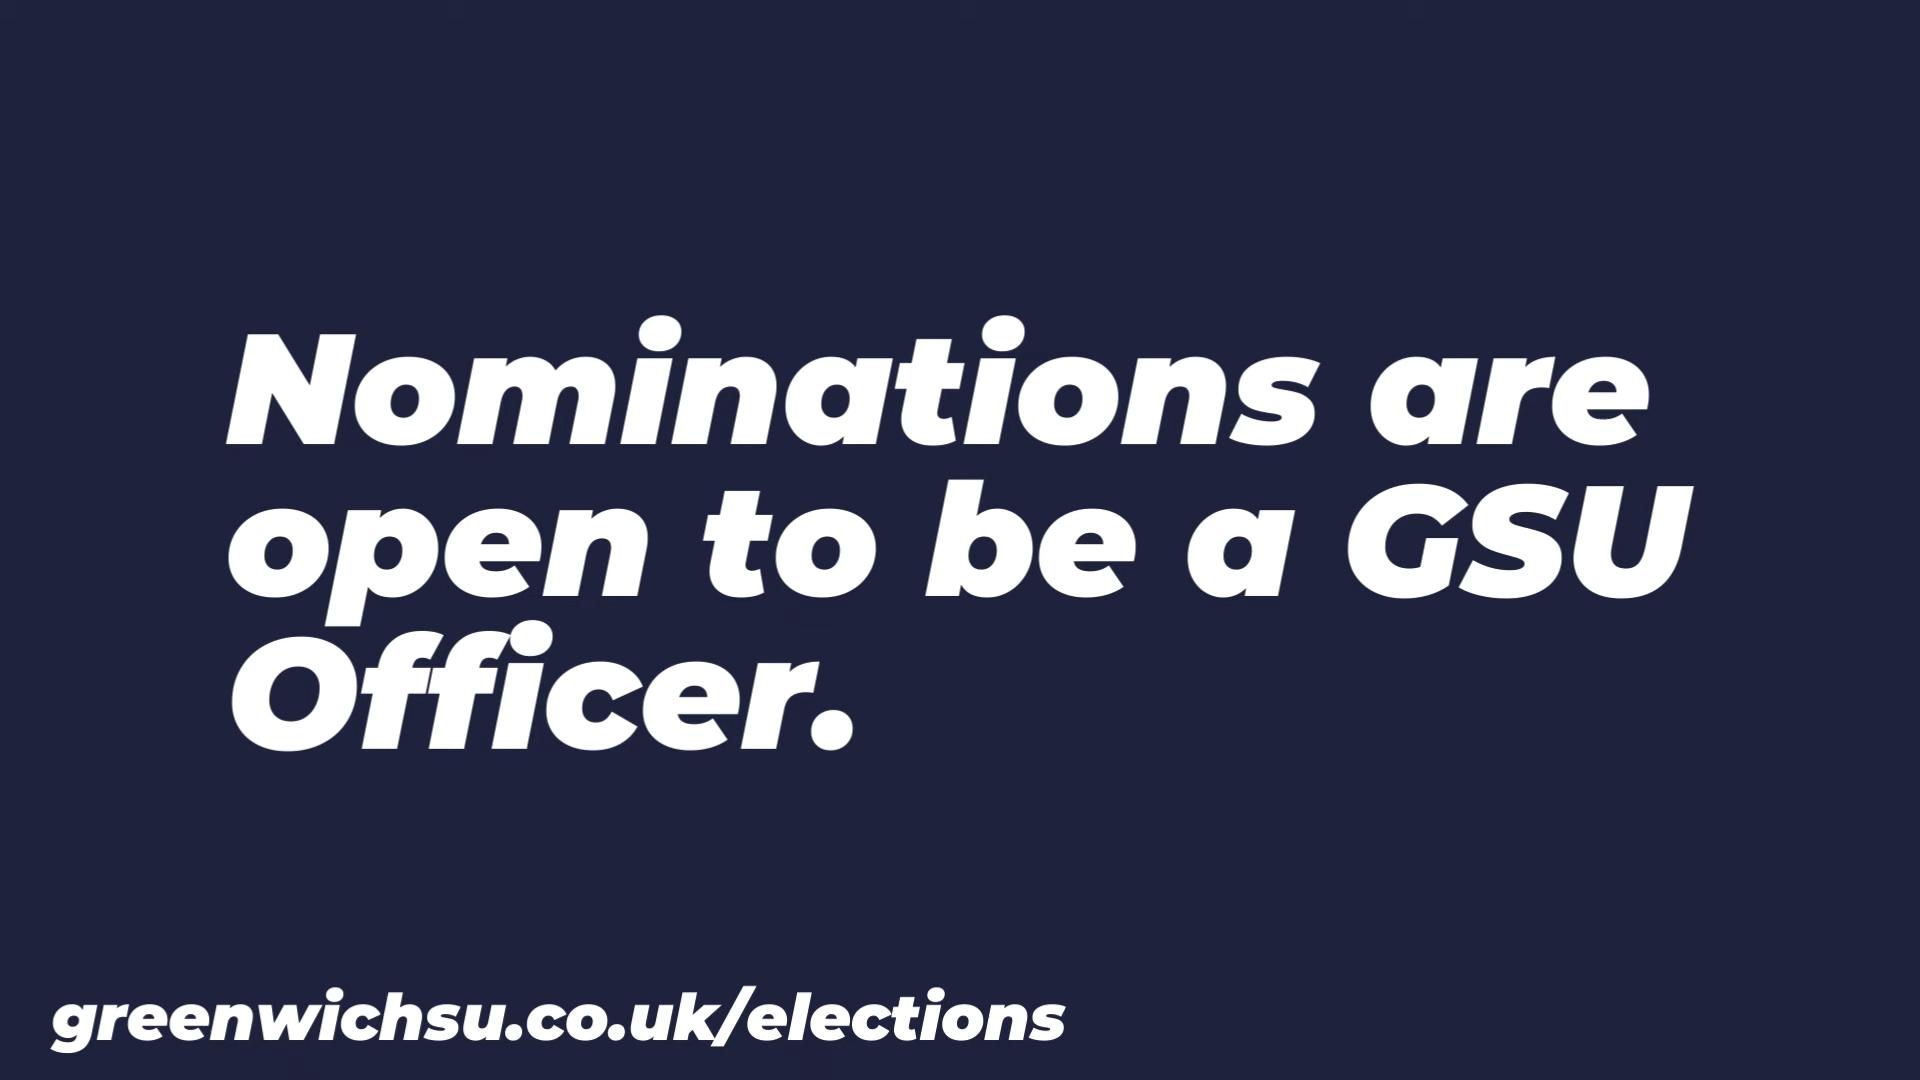 Nominations are
open to be a GSU
Officer.
greenwichsu.co.uk/elections